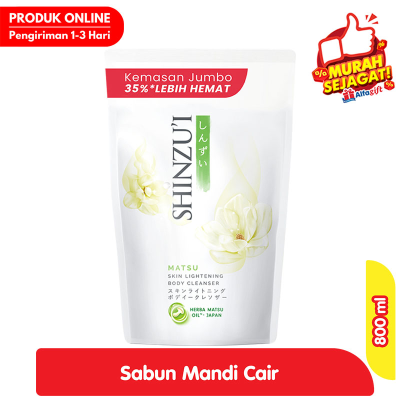 PRODUK ONLINE
Pengiriman 1-3 Hari
MURAH
SEJAGAT!
Alfagift
Kemasan Jumbo
35%*LEBIH HEMAT
SHINZU'I
しんずい
MATSU
SKIN LIGHTENING
BODY CLEANSER
スキンライトニング
ボディークレンザー
HERBA MATSU
OIL®- JAPAN
800 ml
Sabun Mandi Cair